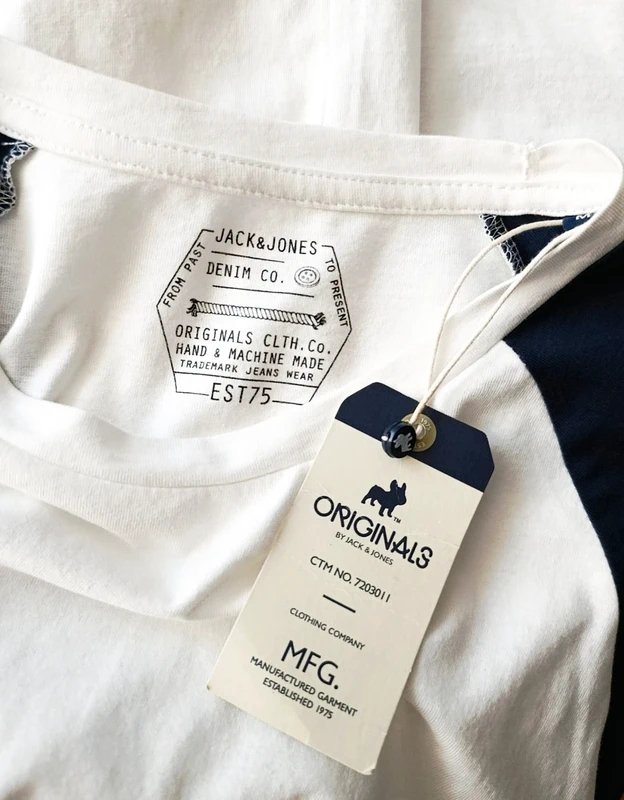 JACK&JONES
FROM PAST
TO PRESENT
DENIM CO.
ORIGINALS CLTH.Co.
HAND & MACHINE MADE
TRADEMARK JEANS WEAR
EST75
ORIGINALS™
BY JACK & JONES
CTM NO. 7203011
CLOTHING COMPANY
MFG.
MANUFACTURED GARMENT
ESTABLISHED 1975